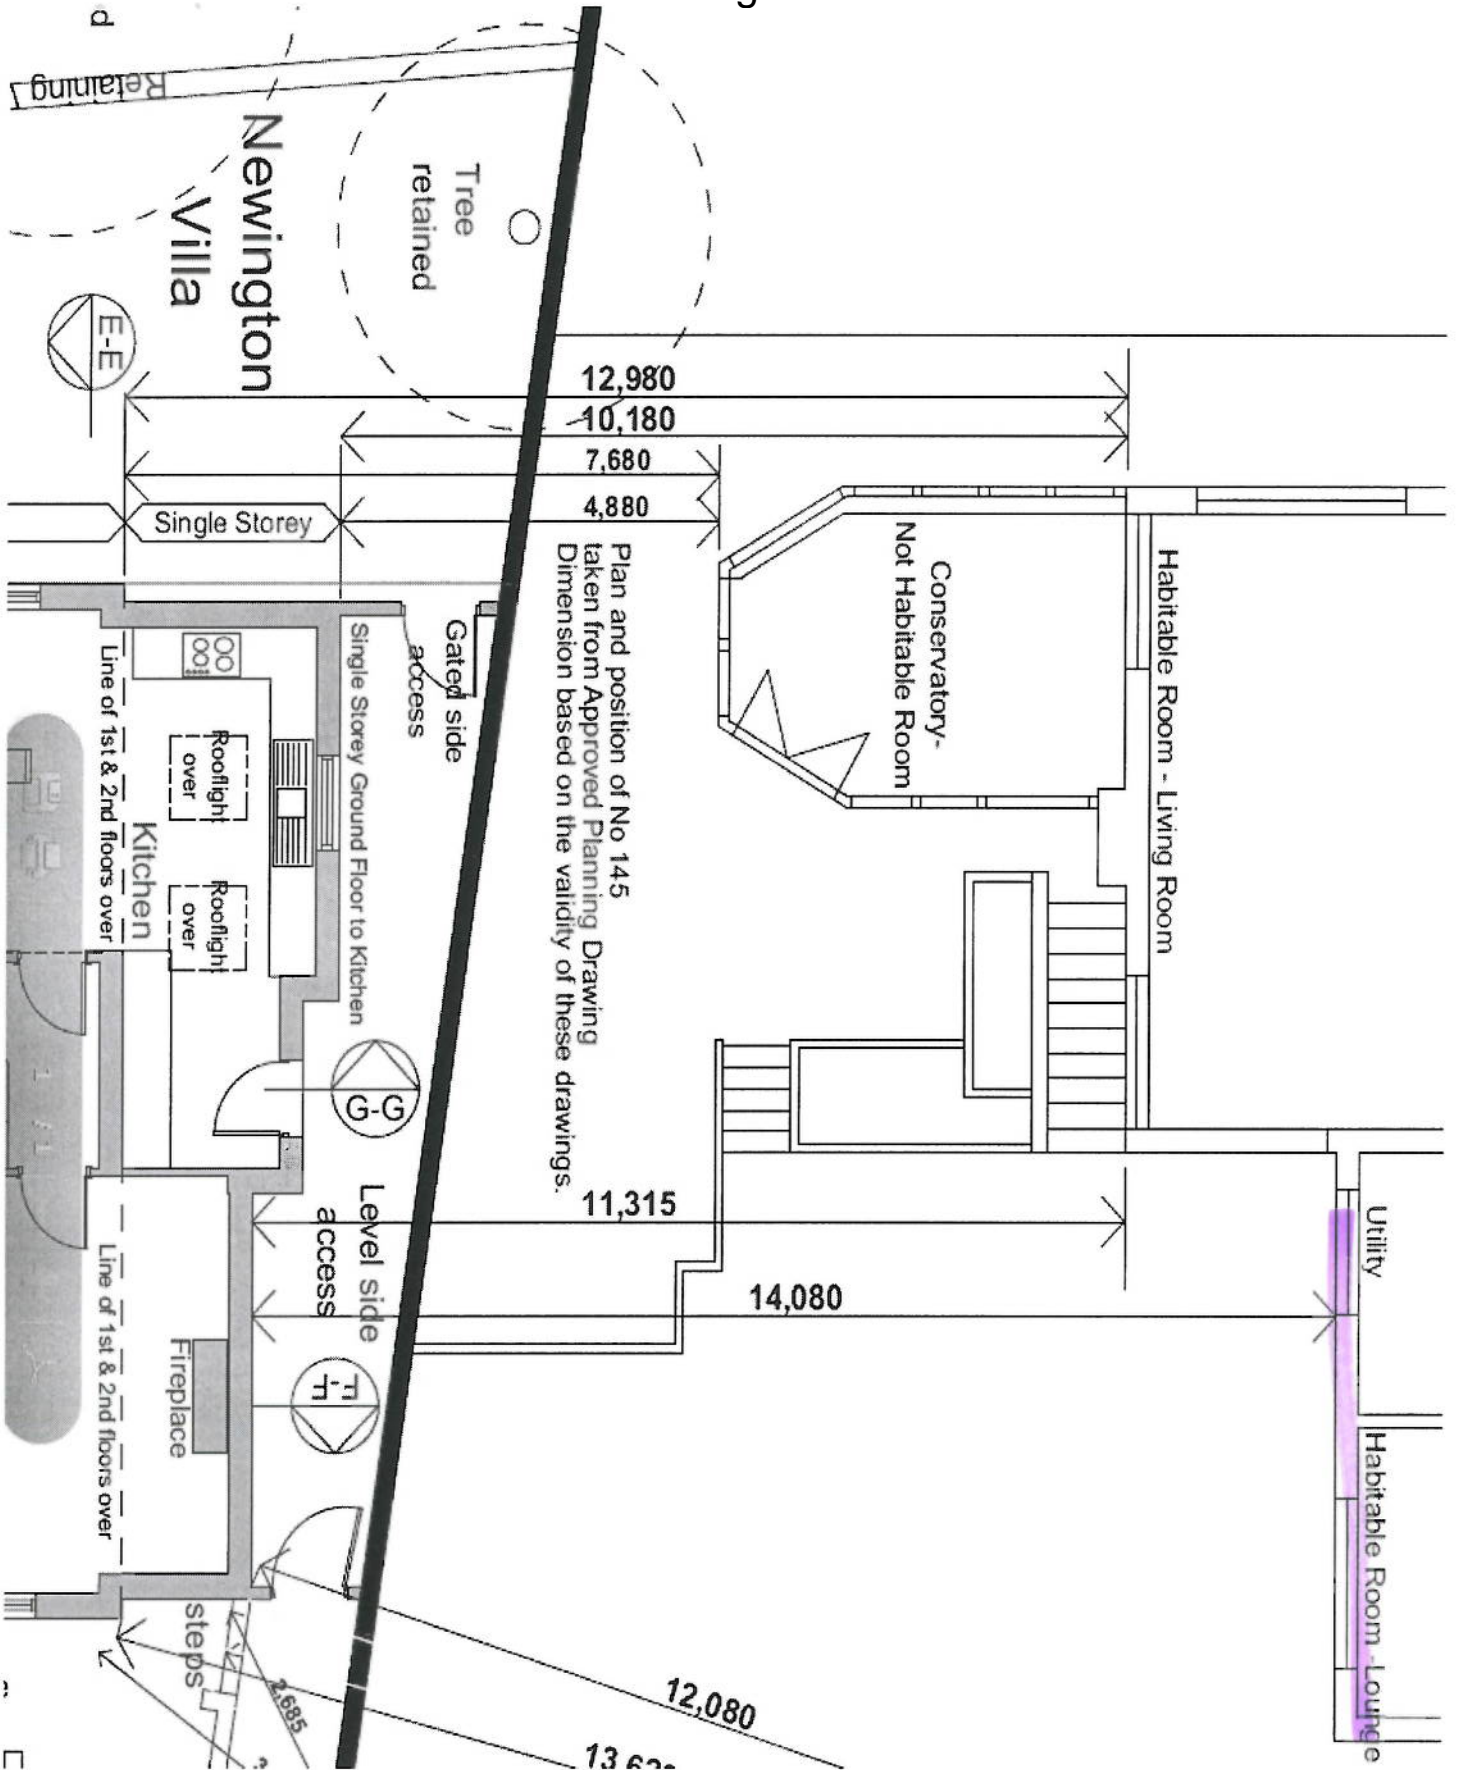 Retaining
Newington
Villa
Tree
retained
E-E
12,980
10,180
7,680
4,880
Single Storey
Plan and position of No 145
taken from Approved Planning Drawing
Dimension based on the validity of these drawings.
Conservatory-
Not Habitable Room
Habitable Room - Living Room
Gated side
access
Single Storey Ground Floor to Kitchen
Line of 1st & 2nd floors over
Rooflight
over
Rooflight
over
Kitchen
G-G
Level side
access
11,315
14,080
Utility
Habitable Room -Lounge
F-F
Fireplace
Line of 1st & 2nd floors over
steps
2,685
12,080